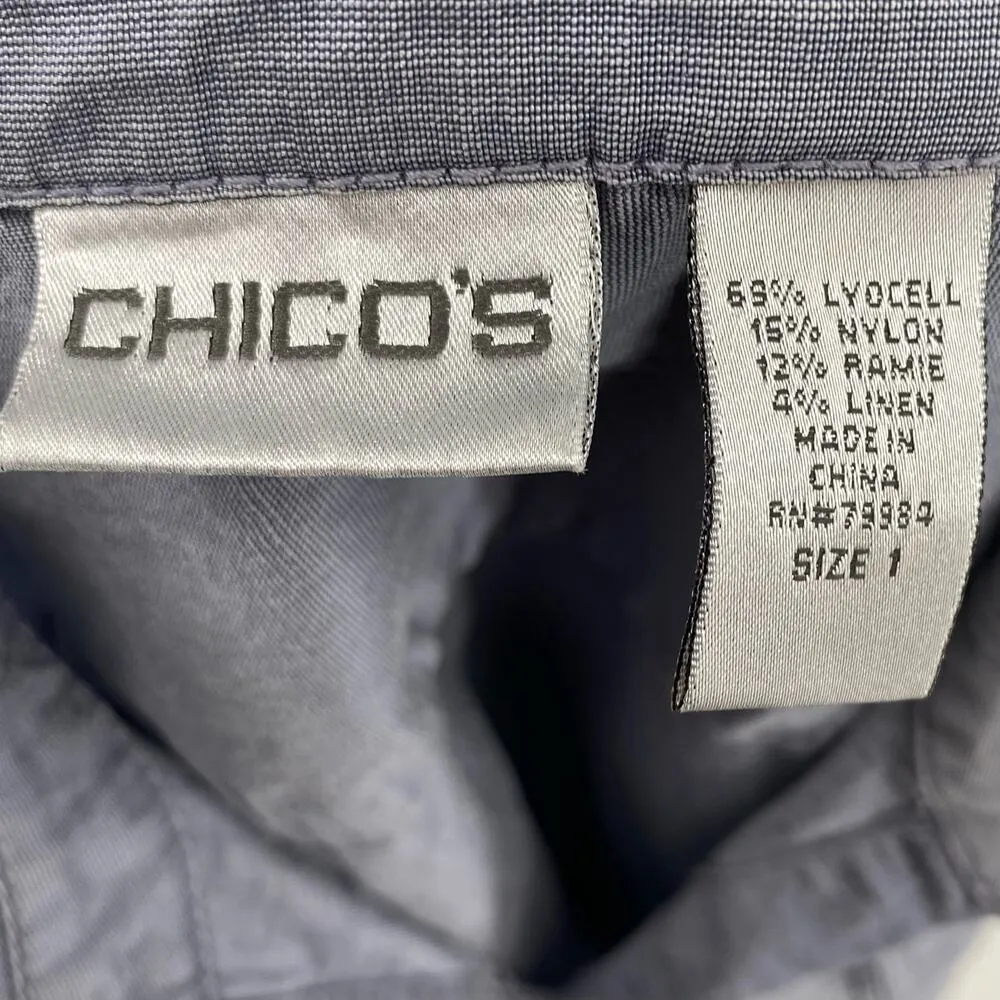 CHICO'S
69% LYOCELL
15% NYLON
12% RAMIE
4% LINEN
MADE IN
CHINA
RN#79984
SIZE 1